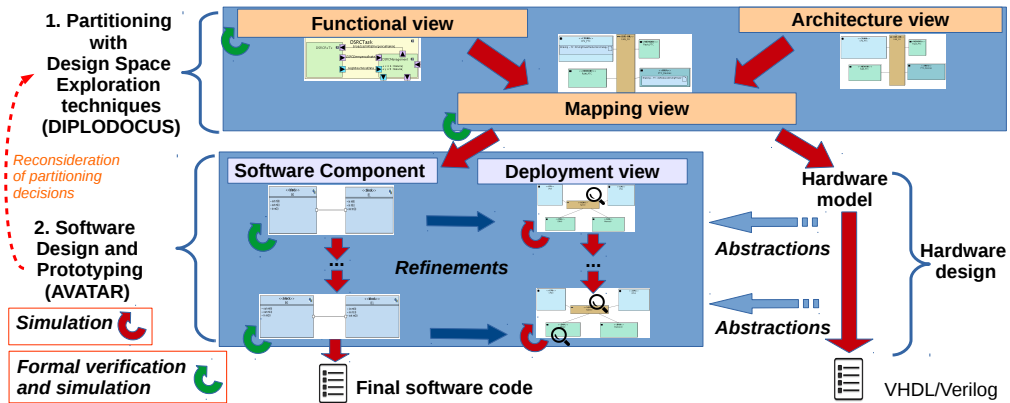 1. Partitioning
with
Design Space
Exploration
techniques
(DIPLODOCUS)
Functional view
Architecture view
DSRCTask
Mapping view
Reconsideration
of partitioning
decisions
2. Software
Design and
Prototyping
(AVATAR)
Software Component
Deployment view
...
...
Refinements
Abstractions
Abstractions
Hardware
model
Hardware
design
Simulation
Formal verification
and simulation
Final software code
VHDL/Verilog